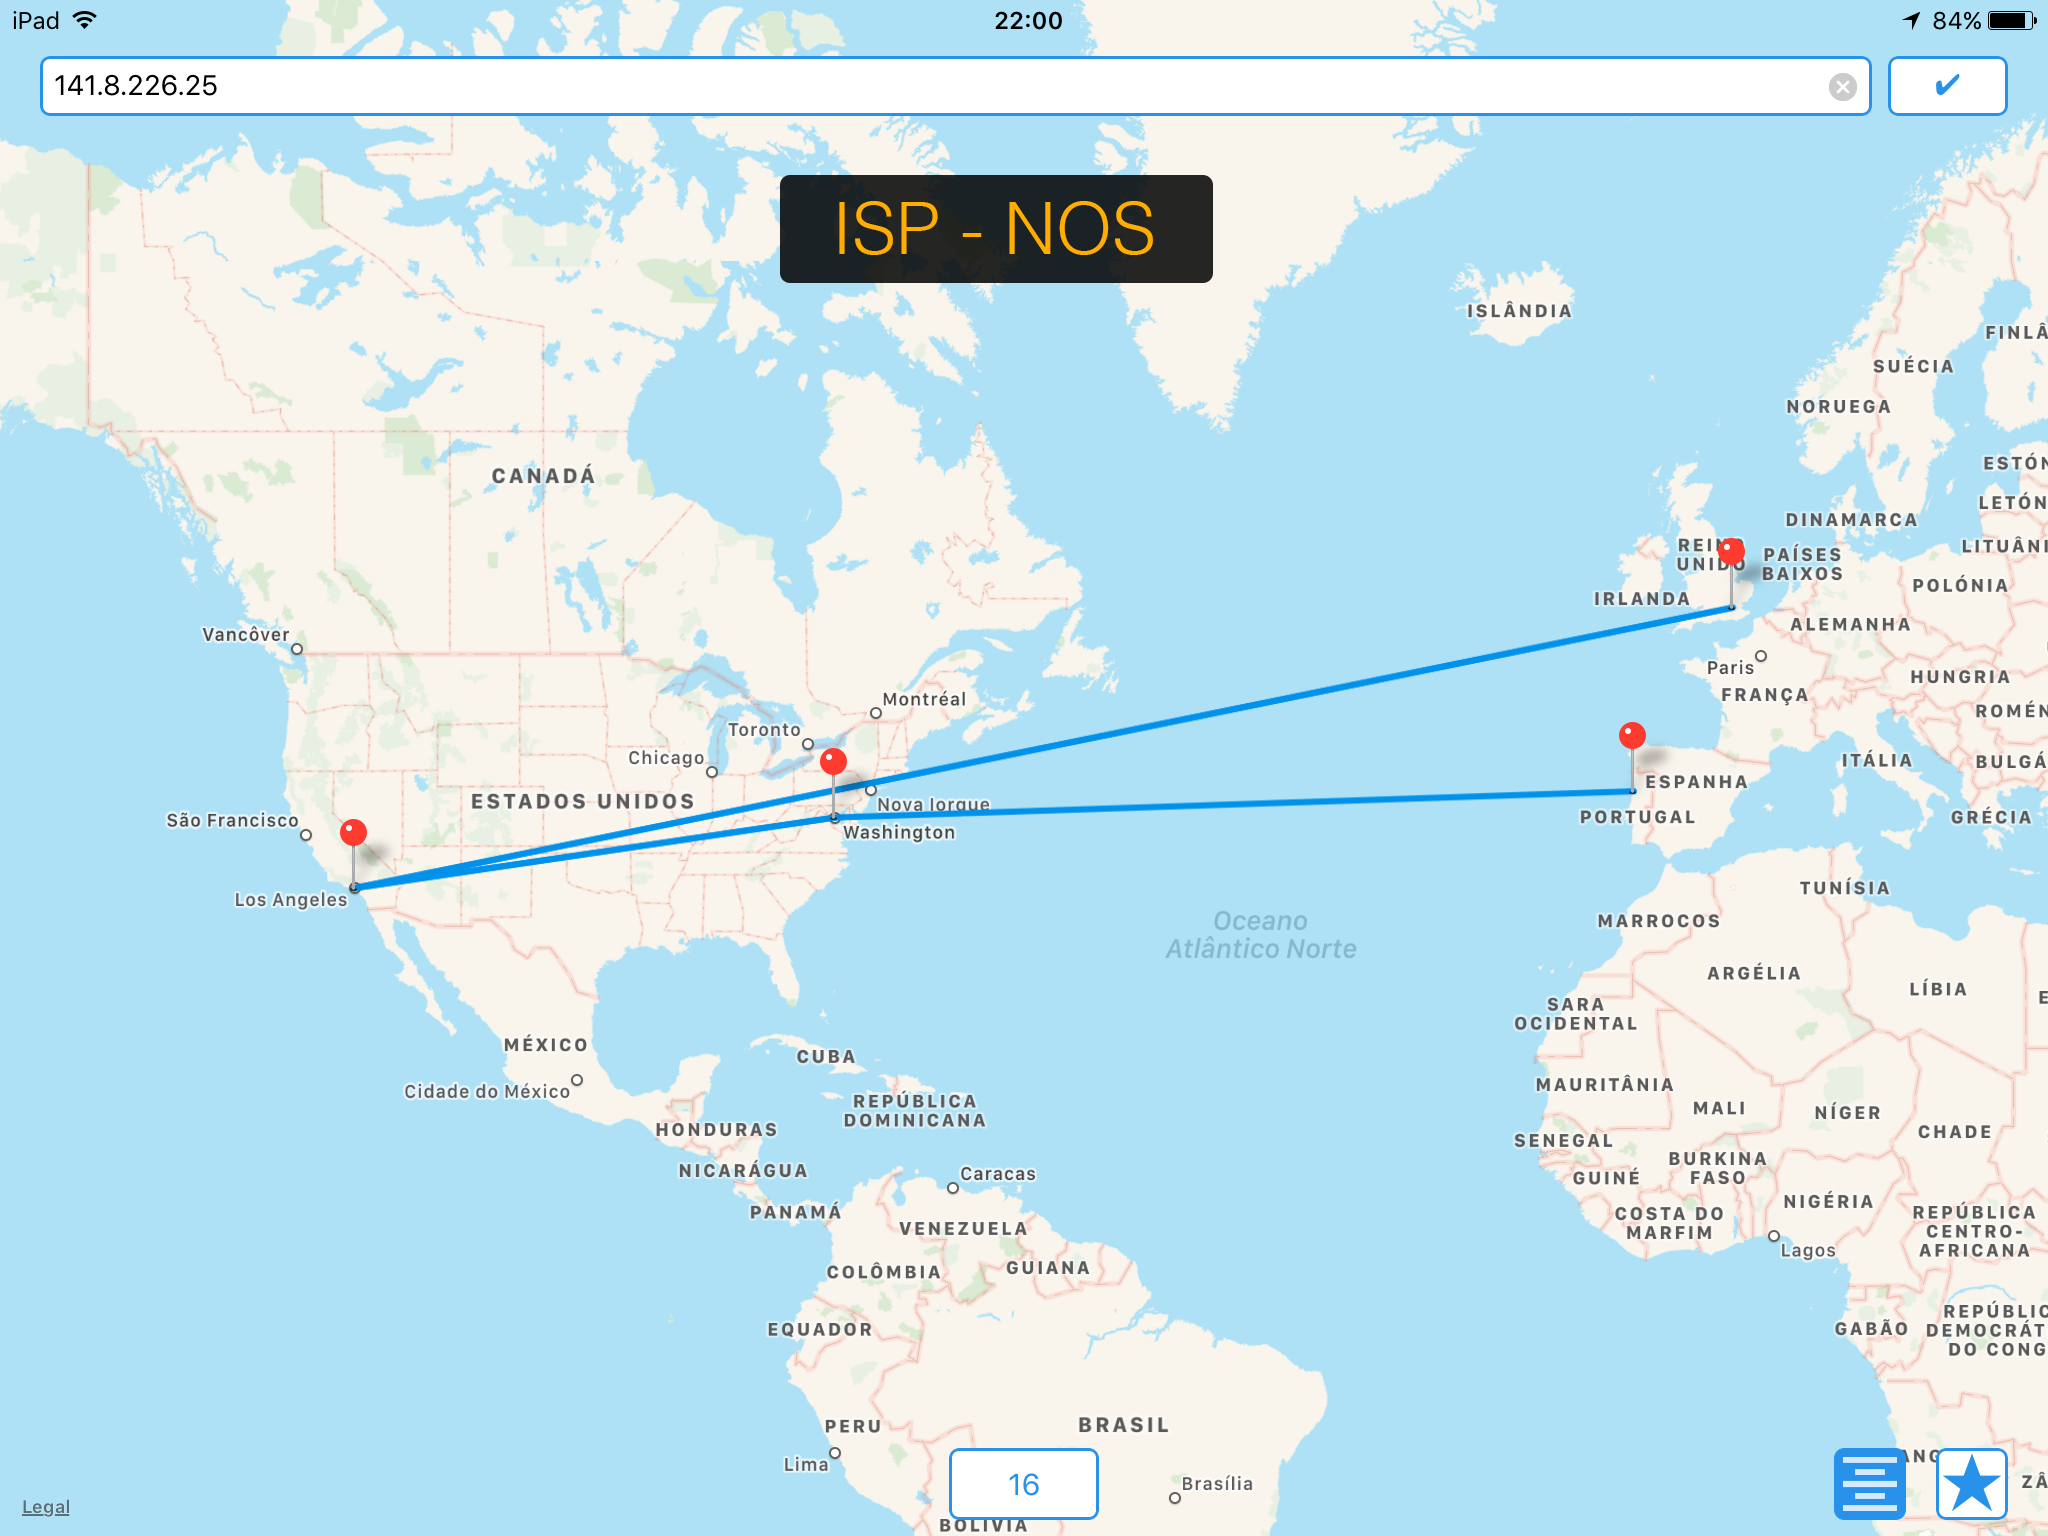 iPad 22:00 84%
141.8.226.25
✔
ISP - NOS
ISLÂNDIA
FINLÂ
SUÉCIA
NORUEGA
ESTÓN
CANADÁ
LETÓN
DINAMARCA
LITUÂNI
REINO
UNIDO
PAÍSES
BAIXOS
POLÓNIA
IRLANDA
ALEMANHA
Vancôver
Paris
HUNGRIA
FRANÇA
Montréal
ROMÉN
Toronto
Chicago
ITÁLIA
BULGÁ
ESPANHA
ESTADOS UNIDOS
Nova Iorque
São Francisco
PORTUGAL
GRÉCIA
Washington
Los Angeles
TUNÍSIA
MARROCOS
Oceano
Atlântico Norte
ARGÉLIA
LÍBIA
E
SARA
OCIDENTAL
MÉXICO
CUBA
Cidade do México
MAURITÂNIA
REPÚBLICA
DOMINICANA
MALI
NÍGER
HONDURAS
CHADE
SENEGAL
NICARÁGUA
BURKINA
FASO
Caracas
GUINÉ
NIGÉRIA
PANAMÁ
COSTA DO
MARFIM
REPÚBLICA
CENTRO-
AFRICANA
VENEZUELA
Lagos
COLÔMBIA
GUIANA
REPÚBLIC
DEMOCRÁT
DO CONG
EQUADOR
GABÃO
PERU
BRASIL
Lima
ANG
16
Brasília
ZÂ
Legal
BOLÍVIA